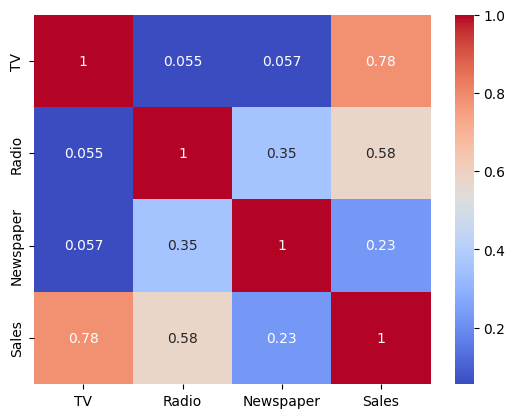 TV 1 0.055 0.057 0.78
Radio 0.055 1 0.35 0.58
Newspaper 0.057 0.35 1 0.23
Sales 0.78 0.58 0.23 1
TV Radio Newspaper Sales
1.0
0.8
0.6
0.4
0.2